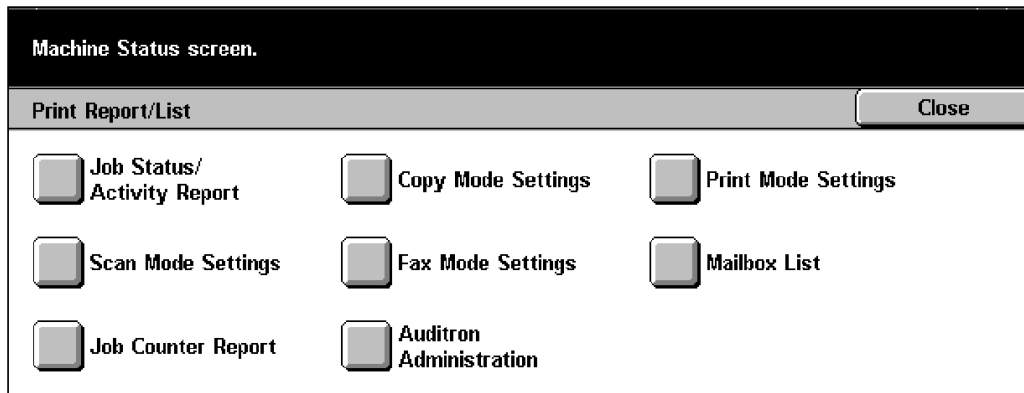 Machine Status screen.
Print Report/List
Close
Job Status/
Activity Report
Copy Mode Settings
Print Mode Settings
Scan Mode Settings
Fax Mode Settings
Mailbox List
Job Counter Report
Auditron
Administration